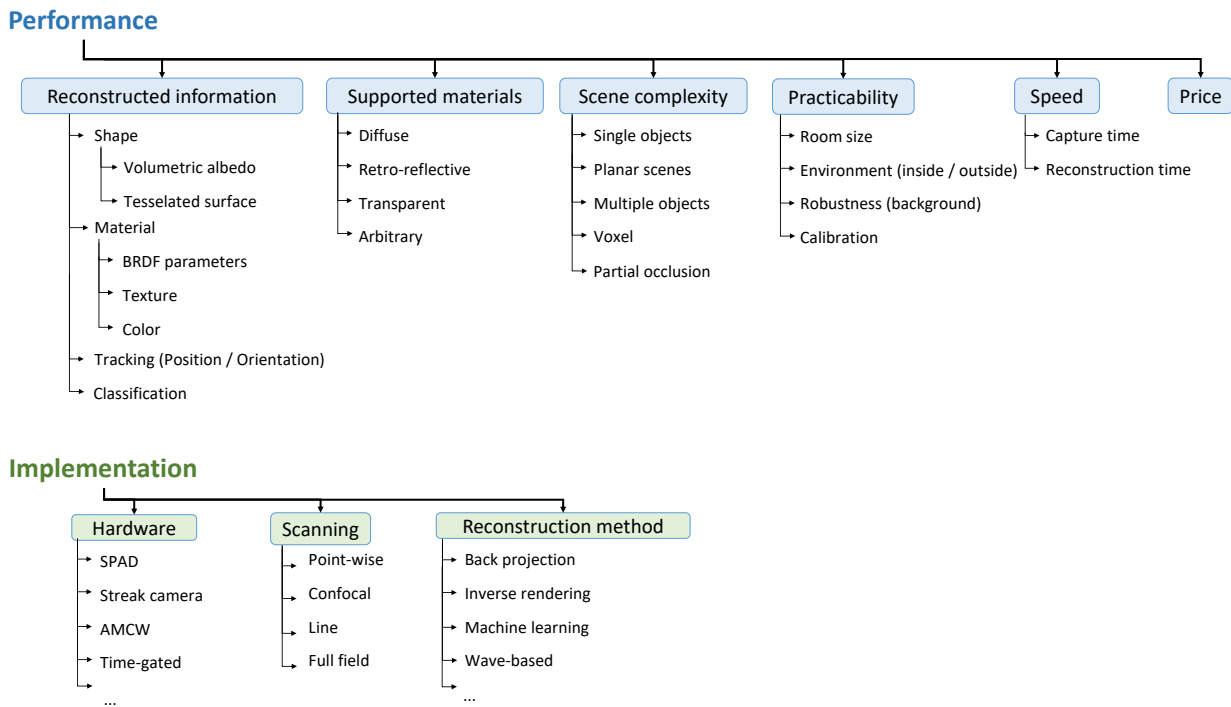 Performance
Reconstructed information
Shape
Volumetric albedo
Tesselated surface
Material
BRDF parameters
Texture
Color
Tracking (Position / Orientation)
Classification
Supported materials
Diffuse
Retro-reflective
Transparent
Arbitrary
Scene complexity
Single objects
Planar scenes
Multiple objects
Voxel
Partial occlusion
Practicability
Room size
Environment (inside / outside)
Robustness (background)
Calibration
Speed
Capture time
Reconstruction time
Price
Implementation
Hardware
SPAD
Streak camera
AMCW
Time-gated
...
Scanning
Point-wise
Confocal
Line
Full field
Reconstruction method
Back projection
Inverse rendering
Machine learning
Wave-based
...